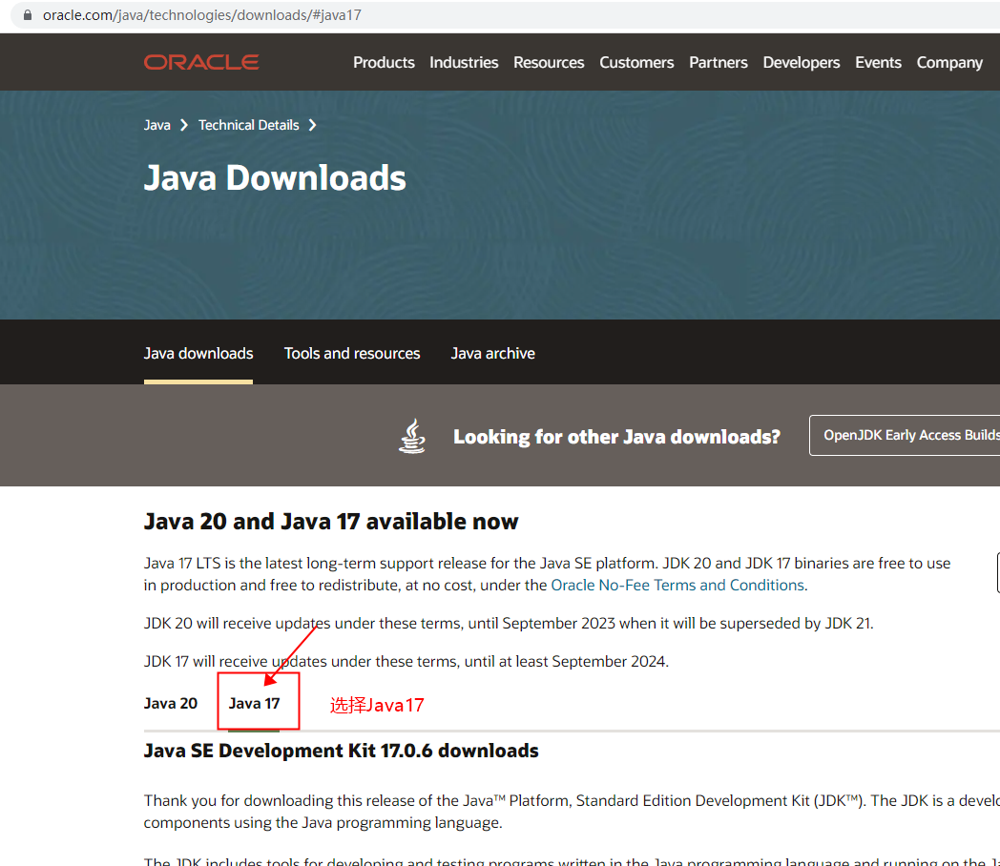 oracle.com/java/technologies/downloads/#java17
ORACLE
Products Industries Resources Customers Partners Developers Events Company
Java Technical Details
Java Downloads
Java downloads Tools and resources Java archive
Looking for other Java downloads? OpenJDK Early Access Builds
Java 20 and Java 17 available now
Java 17 LTS is the latest long-term support release for the Java SE platform. JDK 20 and JDK 17 binaries are free to use
in production and free to redistribute, at no cost, under the Oracle No-Fee Terms and Conditions.
JDK 20 will receive updates under these terms, until September 2023 when it will be superseded by JDK 21.
JDK 17 will receive updates under these terms, until at least September 2024.
Java 20 Java 17 选择Java17
Java SE Development Kit 17.0.6 downloads
Thank you for downloading this release of the Java™ Platform, Standard Edition Development Kit (JDK™). The JDK is a
components using the Java programming language.
The JDK includes tools for developing and testing programs written in the Java programming language and running on the